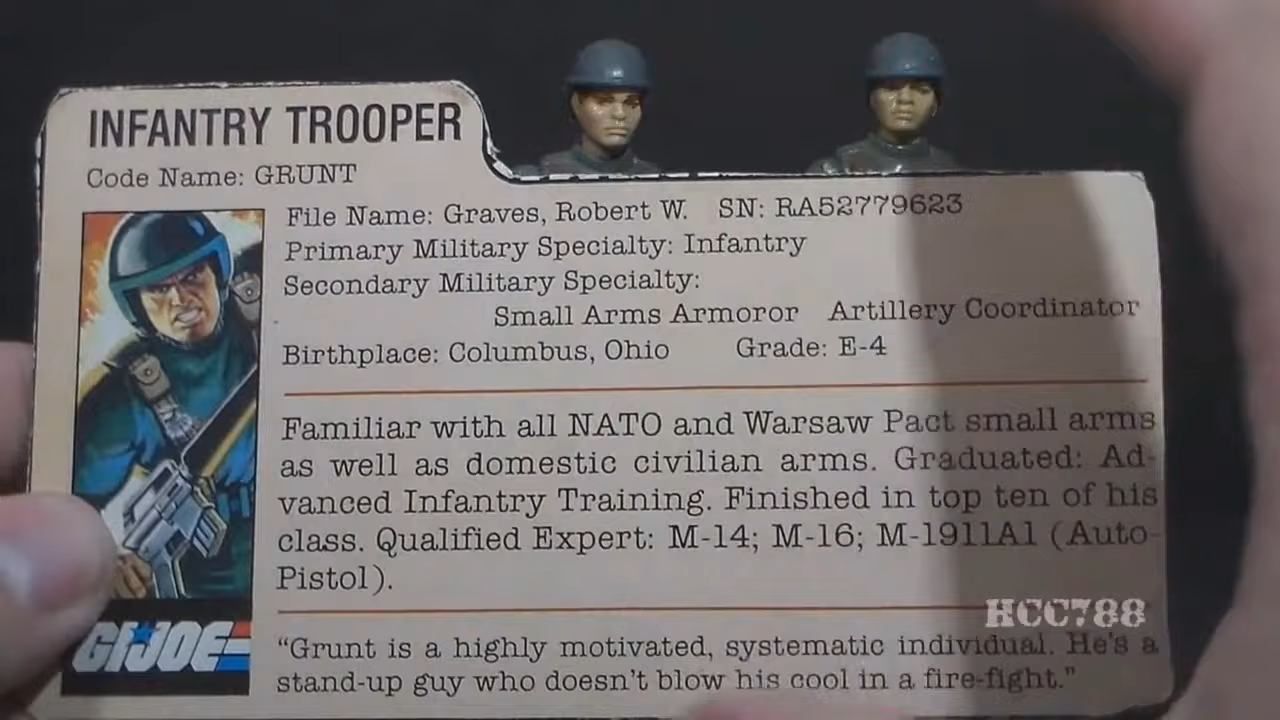 INFANTRY TROOPER
Code Name: GRUNT
File Name: Graves, Robert W. SN: RA52779623
Primary Military Specialty: Infantry
Secondary Military Specialty:
Small Arms Armoror Artillery Coordinator
Birthplace: Columbus, Ohio Grade: E-4
Familiar with all NATO and Warsaw Pact small arms
as well as domestic civilian arms. Graduated: Ad-
vanced Infantry Training. Finished in top ten of his
class. Qualified Expert: M-14; M-16; M-1911A1 (Auto-
Pistol).
HCC788
GI JOE
"Grunt is a highly motivated, systematic individual. He's a
stand-up guy who doesn't blow his cool in a fire-fight."